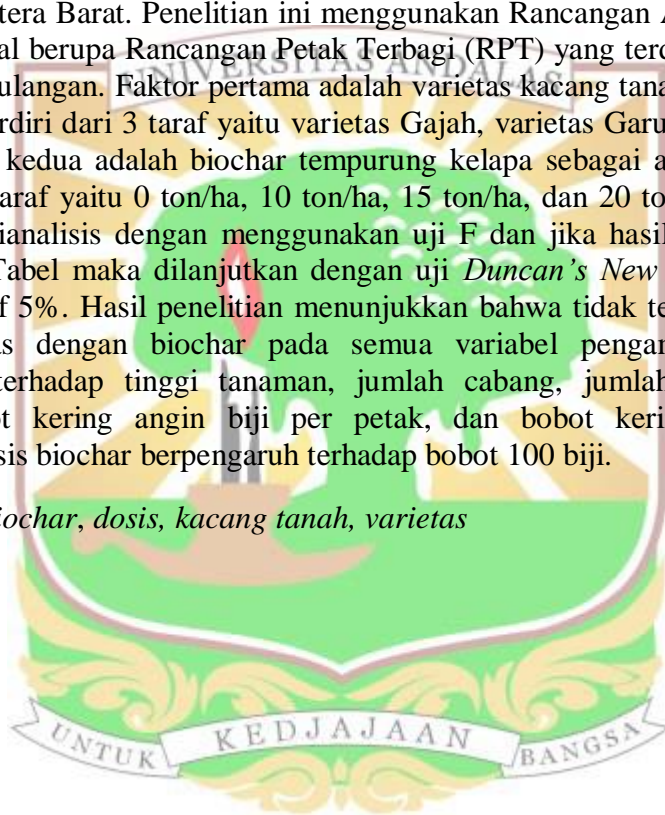 tera Barat. Penelitian ini menggunakan Rancangan
al berupa Rancangan Petak Terbagi (RPT) yang terd
ulangan. Faktor pertama adalah varietas kacang tana
rdiri dari 3 taraf yaitu varietas Gajah, varietas Garu
kedua adalah biochar tempurung kelapa sebagai a
araf yaitu 0 ton/ha, 10 ton/ha, 15 ton/ha, dan 20 to
ianalisis dengan menggunakan uji F dan jika hasil
Tabel maka dilanjutkan dengan uji Duncan's New
f 5%. Hasil penelitian menunjukkan bahwa tidak te
s dengan biochar pada semua variabel pengam
terhadap tinggi tanaman, jumlah cabang, jumlah
ot kering angin biji per petak, dan bobot keri
sis biochar berpengaruh terhadap bobot 100 biji.
iochar, dosis, kacang tanah, varietas
UNIVERSITAS ANDALAS
UNTUK KEDJAJAAN BANGSA